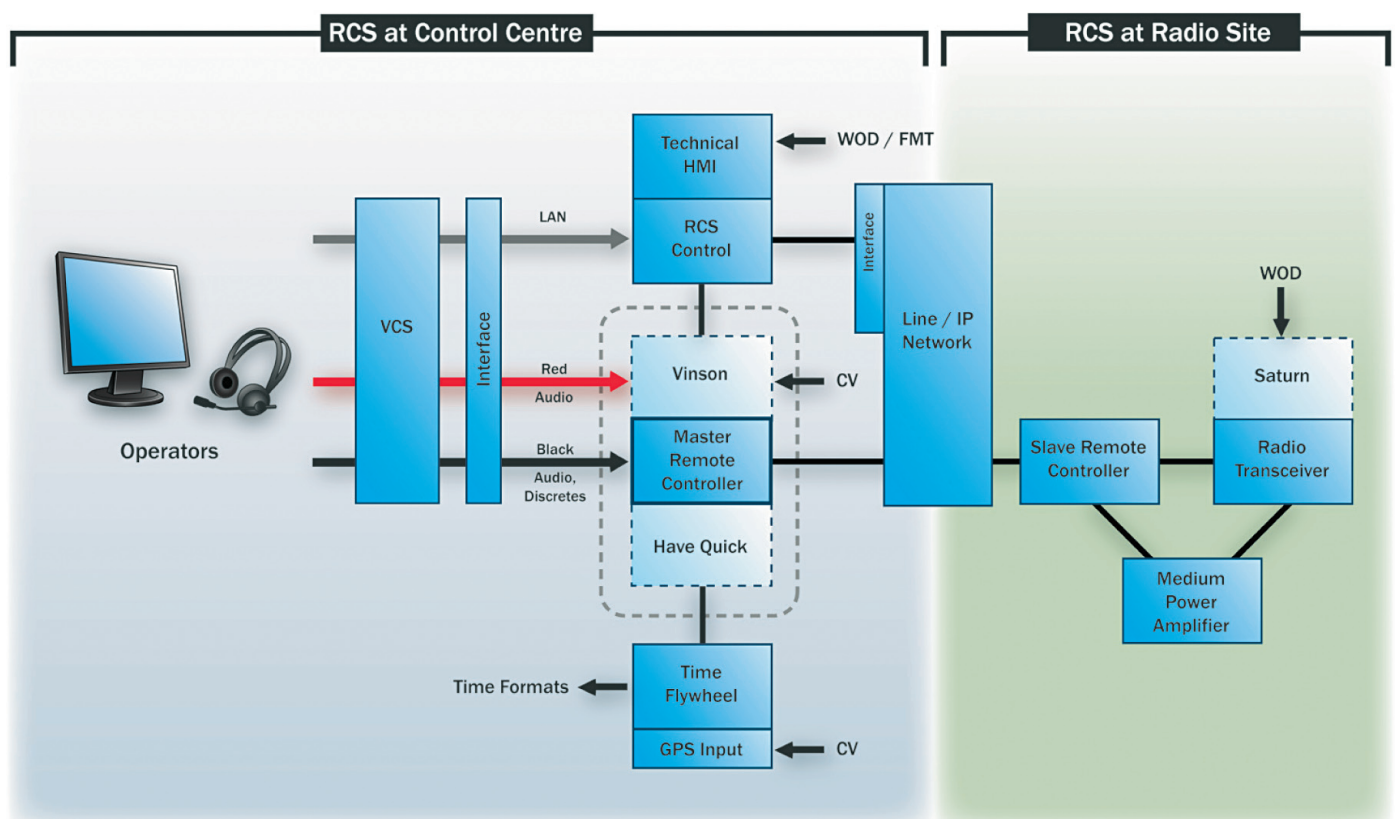 RCS at Control Centre
RCS at Radio Site
Technical
HMI
WOD / FMT
RCS
Control
LAN
VCS
Interface
Interface
Line / IP
Network
WOD
Vinson
CV
Red
Audio
Saturn
Operators
Black
Audio,
Discretes
Master
Remote
Controller
Slave Remote
Controller
Radio
Transceiver
Have Quick
Medium
Power
Amplifier
Time Formats
Time
Flywheel
GPS Input
CV